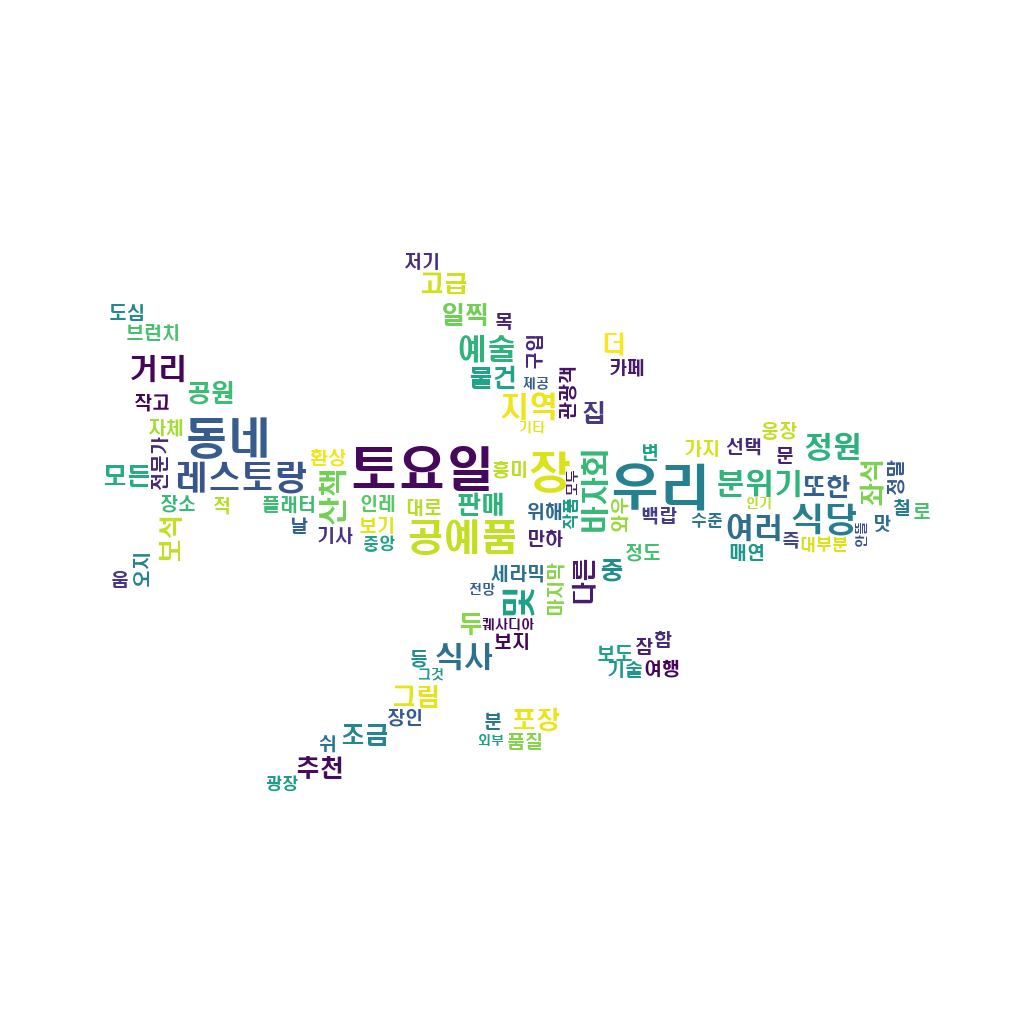 저기
고급
도심
브런치
일찍
목
거리
예술
구입
더
카페
물건
제공
관광객
공원
작고
지역
집
기타
자체
동네
전문가
모든
레스토랑
환상
토요일
흥미
장
모두
바자회
우리
변
가지
선택
웅장
문
정원
분위기
또한
좌석
정말
장소
적
플래터
산책
인레
대로
판매
위해
작품
와우
백랍
수준
인기
여러
식당
맛
철
로
보석
날
기사
보기
중앙
공예품
만하
정도
매연
즉
대부분
안뜰
움
오지
세라믹
전망
및
마지막
다른
중
두
퀘사디아
보지
등
식사
그것
보도
잠
함
기술
여행
그림
장인
분
포장
쉬
조금
외부
품질
추천
광장